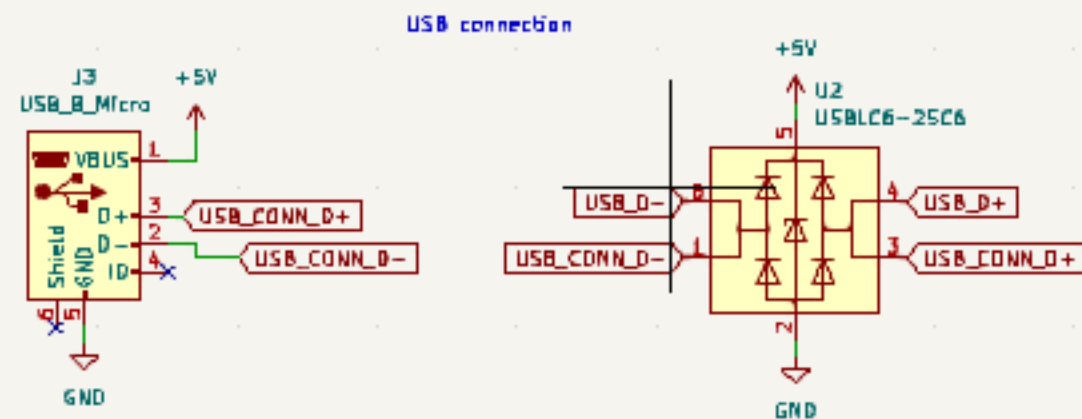 USB connection
J3
USB_B_Micro
+5V
VBUS
1
D+
3
USB_CONN_D+
D-
2
USB_CONN_D-
ID
4
Shield
GND
6
5
GND
+5V
U2
USBLC6-2SC6
5
USB_D-
6
4
USB_D+
USB_CONN_D-
1
3
USB_CONN_D+
2
GND